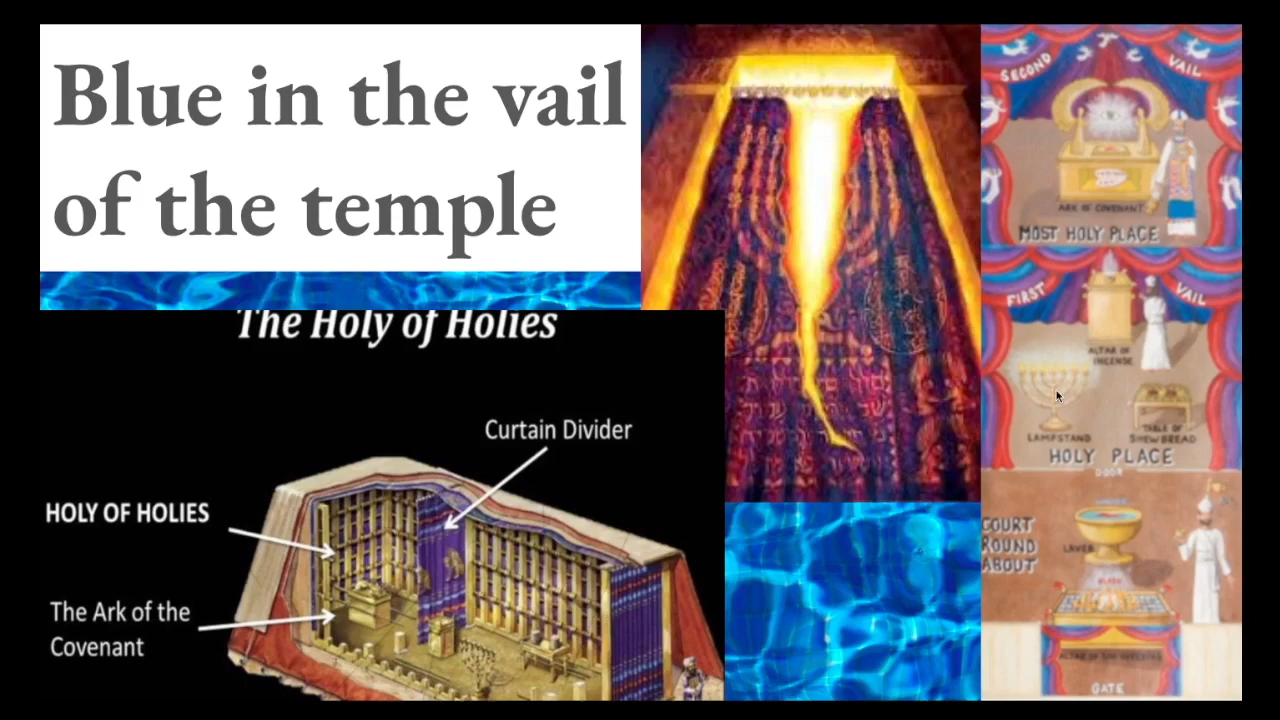 Blue in the vail
of the temple
The Holy of Holies
Curtain Divider
HOLY OF HOLIES
The Ark of the
Covenant
SECOND VAIL
ARK OF COVENANT
MOST HOLY PLACE
FIRST VAIL
ALTAR OF
INCENSE
LAMPSTAND
TABLE OF
SHEWBREAD
HOLY PLACE
DOOR
COURT
ROUND
ABOUT
LAVER
GATE